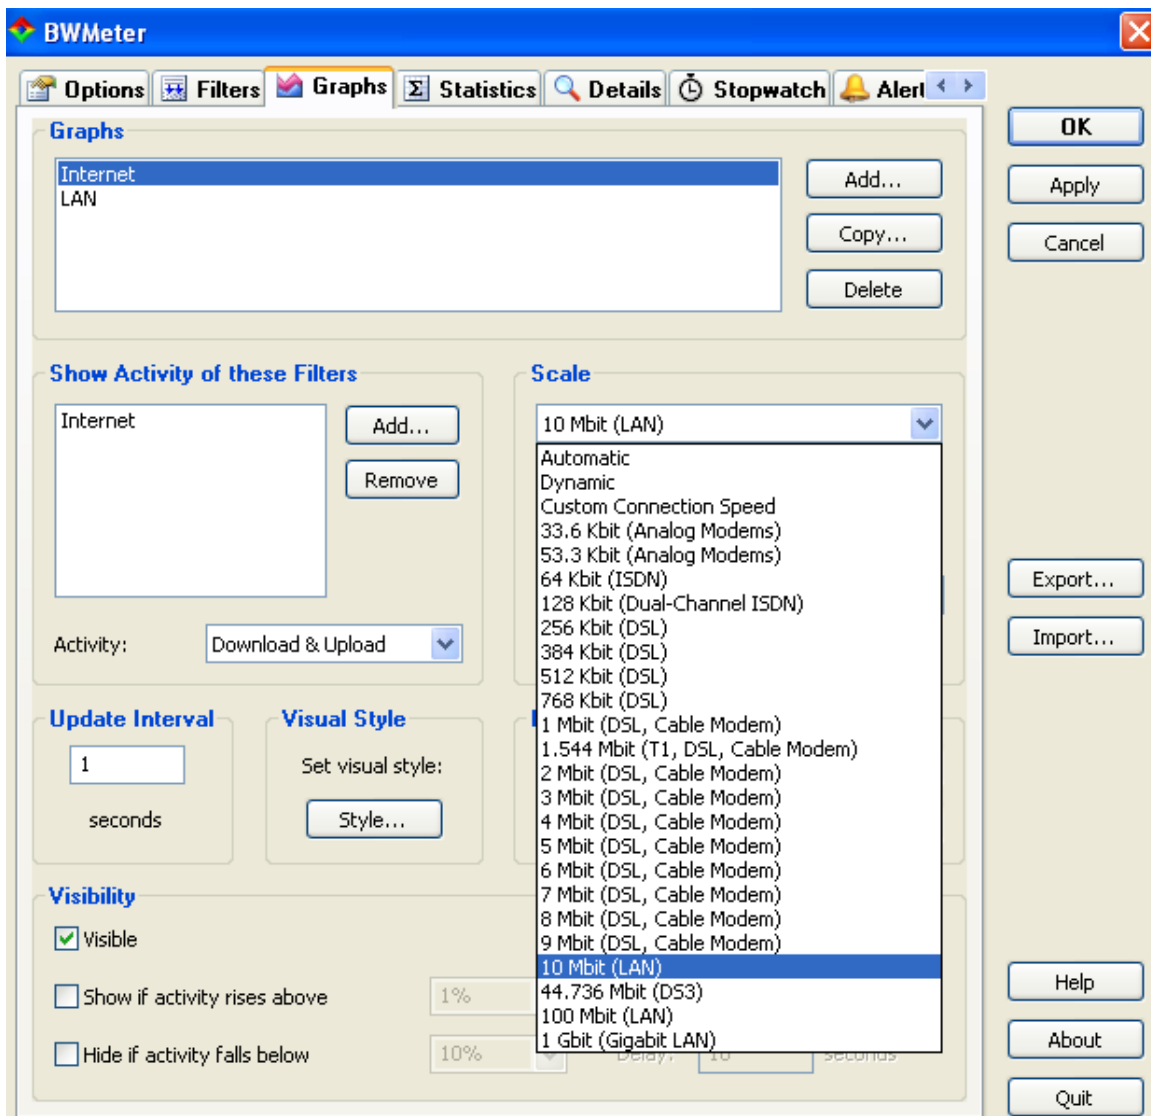 BWMeter
Options Filters Graphs Statistics Details Stopwatch Alert
Graphs
Internet
LAN
Add...
Copy...
Delete
OK
Apply
Cancel
Show Activity of these Filters
Internet
Add...
Remove
Activity: Download & Upload
Scale
10 Mbit (LAN)
Automatic
Dynamic
Custom Connection Speed
33.6 Kbit (Analog Modems)
53.3 Kbit (Analog Modems)
64 Kbit (ISDN)
128 Kbit (Dual-Channel ISDN)
256 Kbit (DSL)
384 Kbit (DSL)
512 Kbit (DSL)
768 Kbit (DSL)
1 Mbit (DSL, Cable Modem)
1.544 Mbit (T1, DSL, Cable Modem)
2 Mbit (DSL, Cable Modem)
3 Mbit (DSL, Cable Modem)
4 Mbit (DSL, Cable Modem)
5 Mbit (DSL, Cable Modem)
6 Mbit (DSL, Cable Modem)
7 Mbit (DSL, Cable Modem)
8 Mbit (DSL, Cable Modem)
9 Mbit (DSL, Cable Modem)
10 Mbit (LAN)
44.736 Mbit (DS3)
100 Mbit (LAN)
1 Gbit (Gigabit LAN)
Export...
Import...
Update Interval
1
seconds
Visual Style
Set visual style:
Style...
Visibility
Visible
Show if activity rises above 1%
Hide if activity falls below 10% Delay: 10 seconds
Help
About
Quit